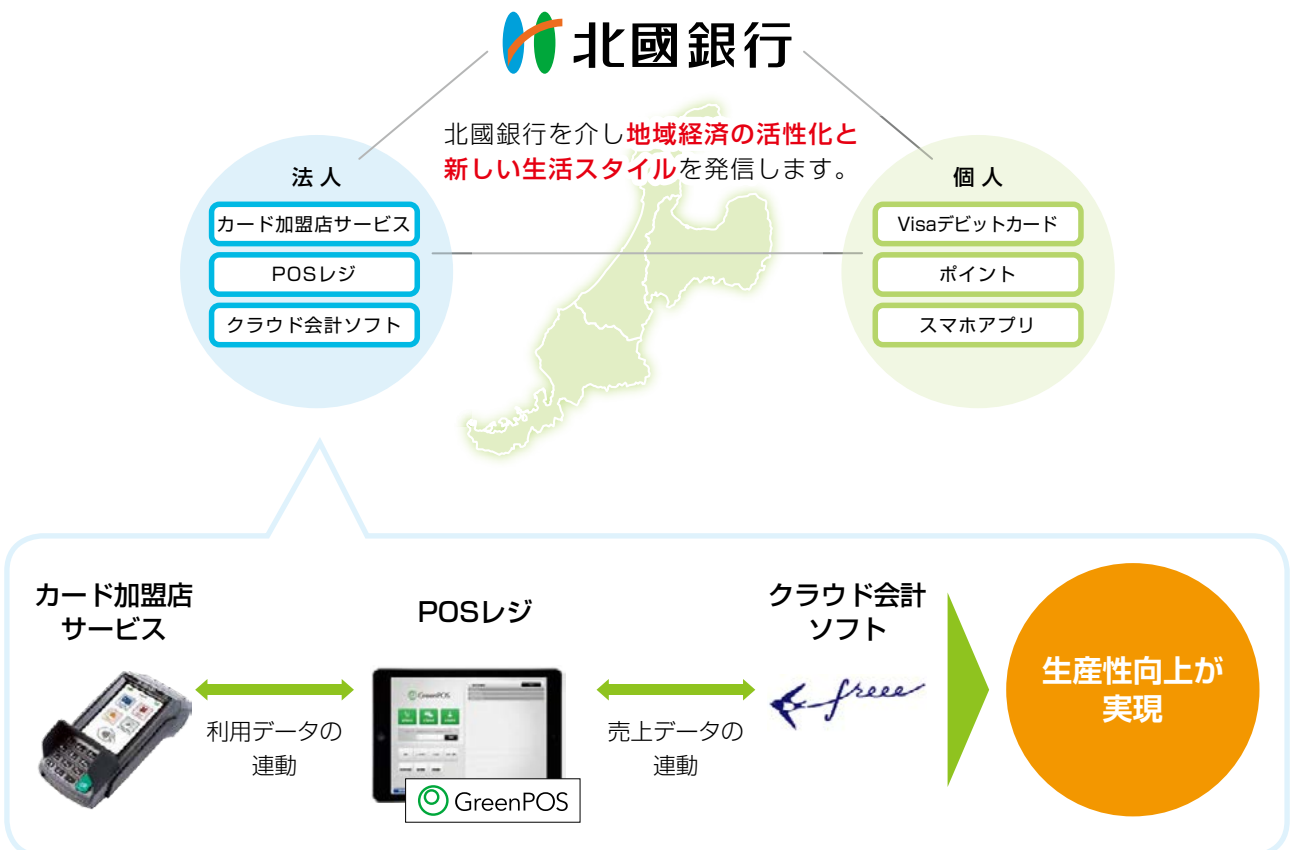 北國銀行
北國銀行を介し地域経済の活性化と
新しい生活スタイルを発信します。
法人
カード加盟店サービス
POSレジ
クラウド会計ソフト
個人
Visaデビットカード
ポイント
スマホアプリ
カード加盟店
サービス
利用データの
連動
POSレジ
GreenPOS
GreenPOS
売上データの
連動
クラウド会計
ソフト
freee
生産性向上が
実現